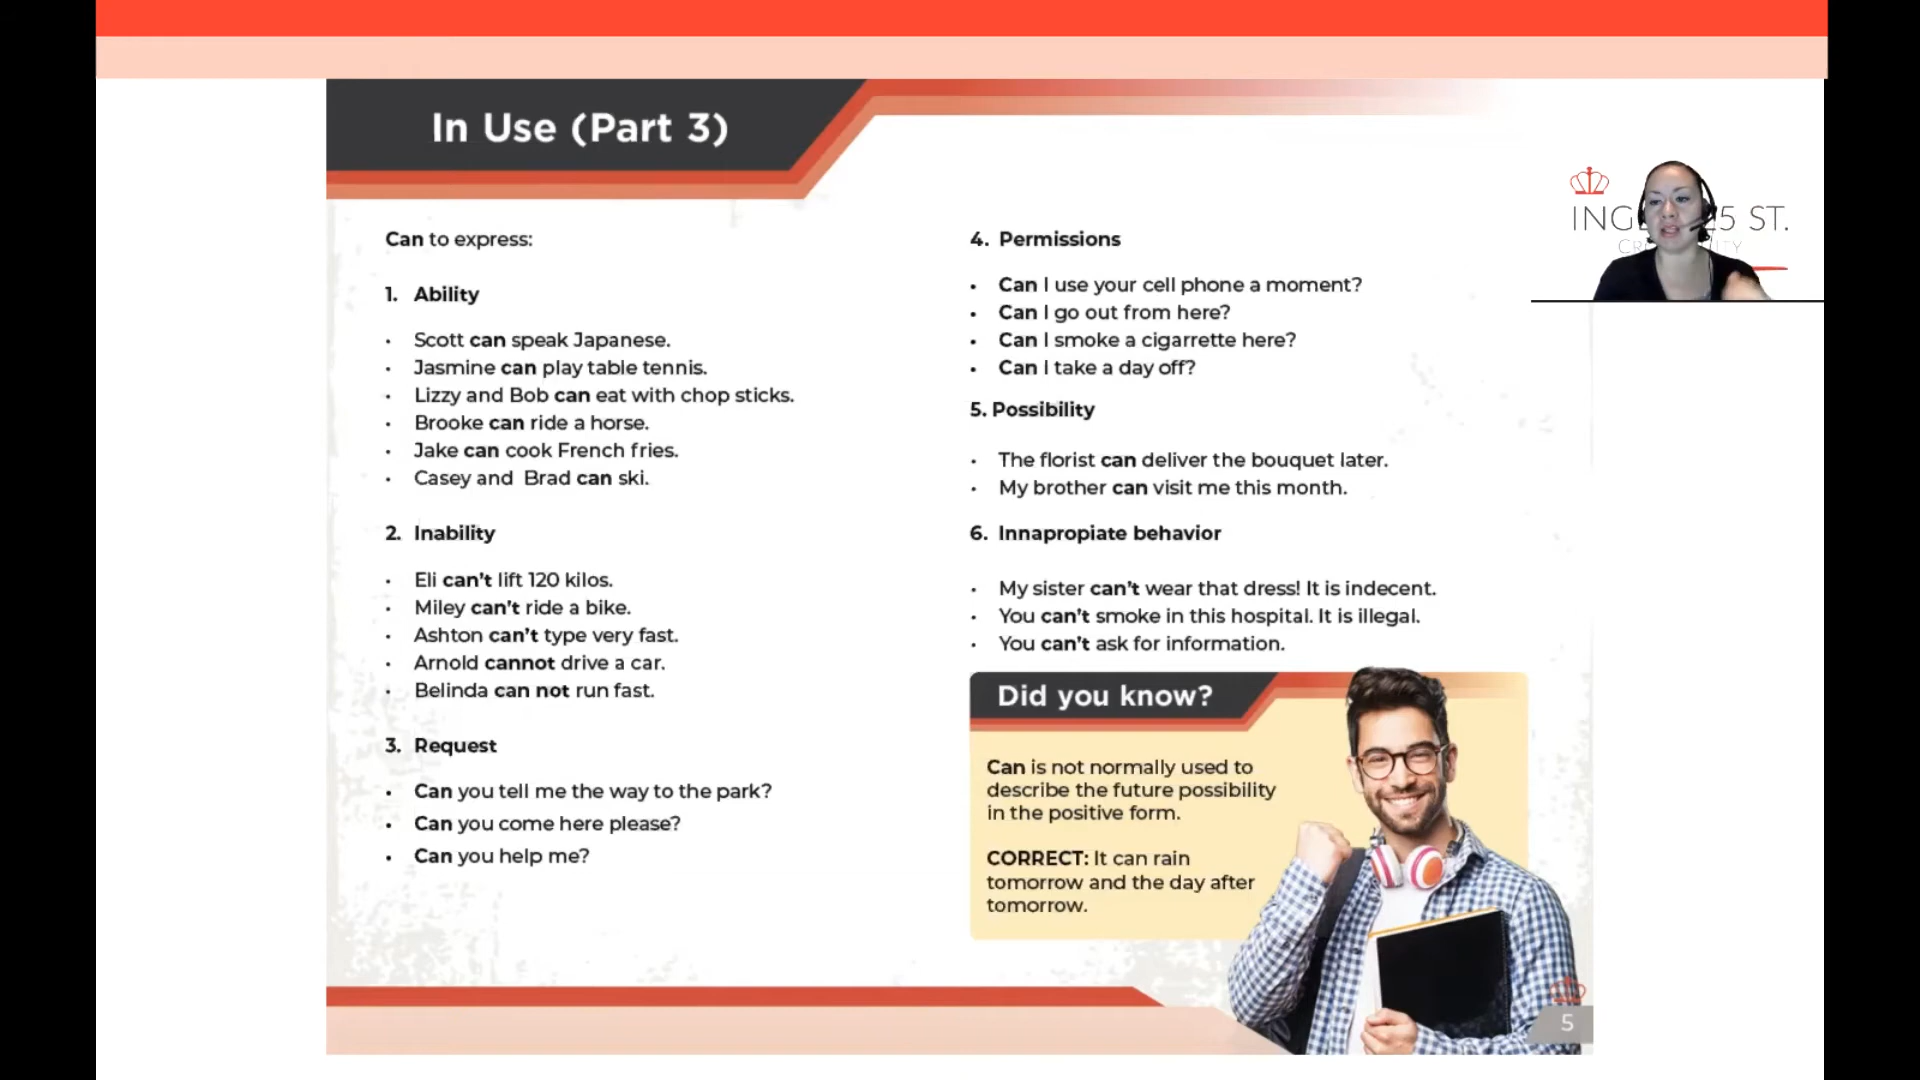 In Use (Part 3)
Can to express:
1. Ability
• Scott can speak Japanese.
• Jasmine can play table tennis.
• Lizzy and Bob can eat with chop sticks.
• Brooke can ride a horse.
• Jake can cook French fries.
• Casey and Brad can ski.
2. Inability
• Eli can't lift 120 kilos.
• Miley can't ride a bike.
• Ashton can't type very fast.
• Arnold cannot drive a car.
• Belinda can not run fast.
3. Request
• Can you tell me the way to the park?
• Can you come here please?
• Can you help me?
4. Permissions
• Can I use your cell phone a moment?
• Can I go out from here?
• Can I smoke a cigarrette here?
• Can I take a day off?
5. Possibility
• The florist can deliver the bouquet later.
• My brother can visit me this month.
6. Innapropiate behavior
• My sister can't wear that dress! It is indecent.
• You can't smoke in this hospital. It is illegal.
• You can't ask for information.
Did you know?
Can is not normally used to
describe the future possibility
in the positive form.
CORRECT: It can rain
tomorrow and the day after
tomorrow.
5
ST.